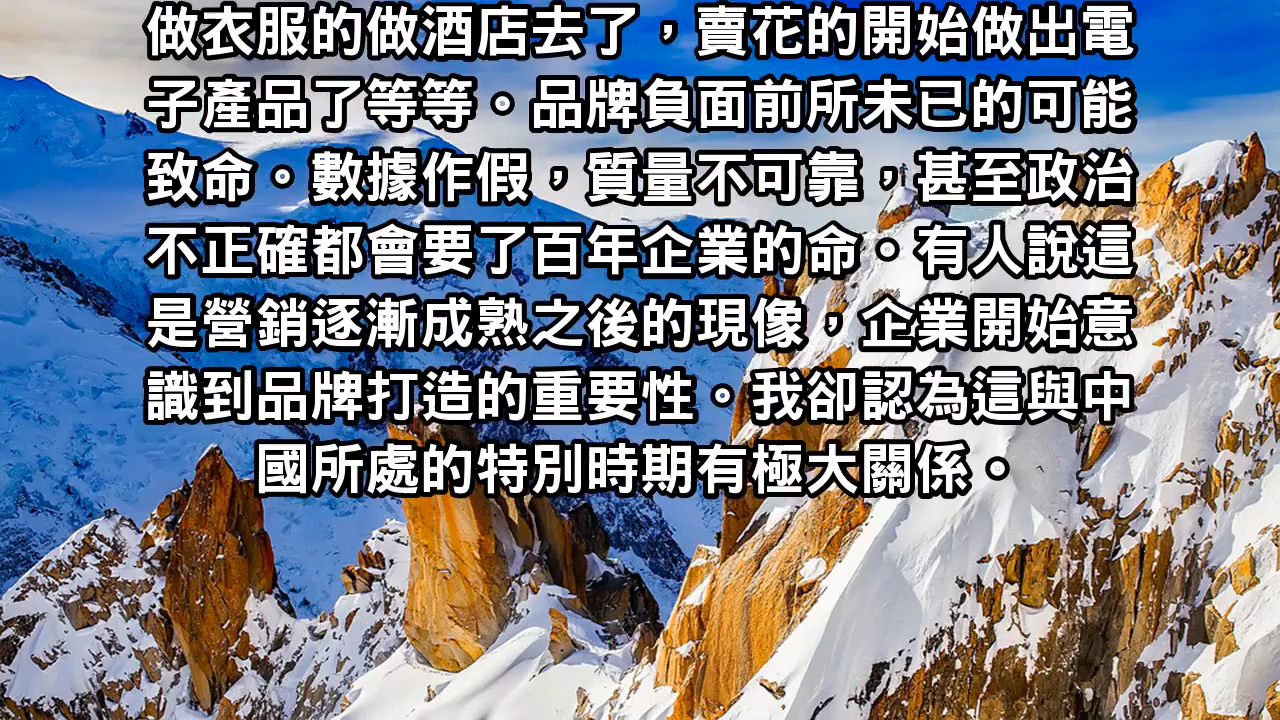 做衣服的做酒店去了，賣花的開始做出電
子產品了等等。品牌負面前所未已的可能
致命。數據作假，質量不可靠，甚至政治
不正確都會要了百年企業的命。有人說這
是營銷逐漸成熟之後的現像，企業開始意
識到品牌打造的重要性。我卻認為這與中
國所處的特別時期有極大關係。